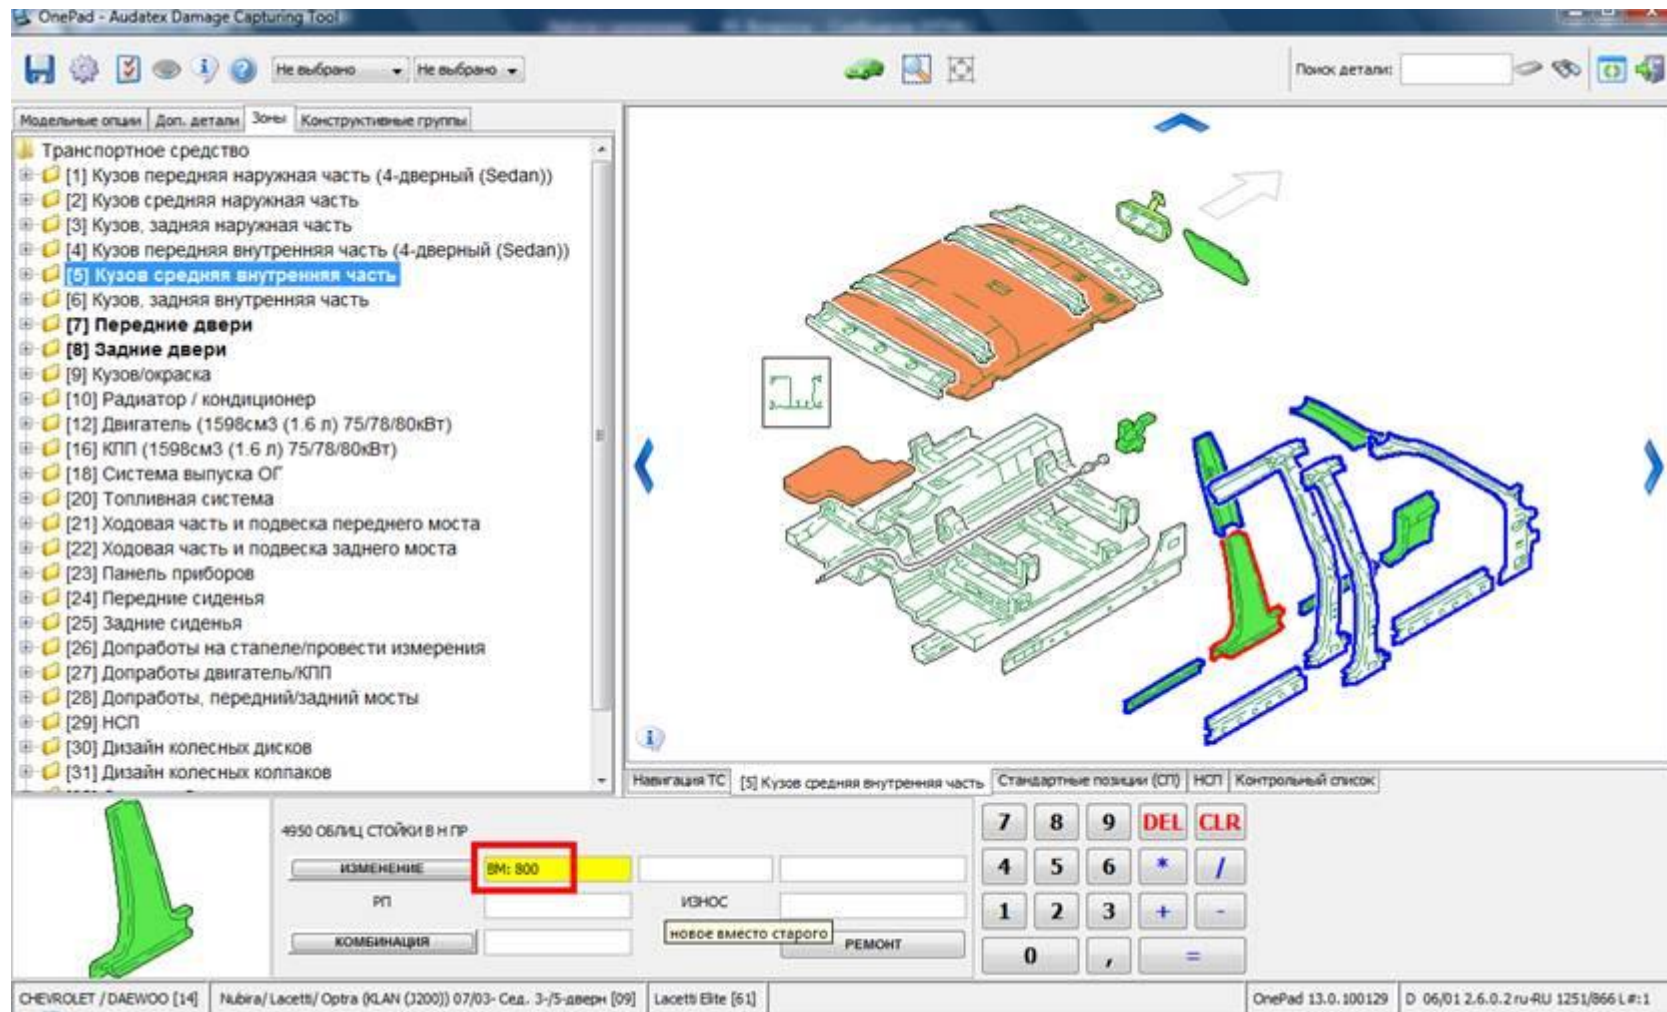 OnePad - Audatex Damage Capturing Tool
Не выбрано Не выбрано Поиск детали:
Модельные опции Доп. детали Зоны Конструктивные группы
Транспортное средство
[1] Кузов передняя наружная часть (4-дверный (Sedan))
[2] Кузов средняя наружная часть
[3] Кузов, задняя наружная часть
[4] Кузов передняя внутренняя часть (4-дверный (Sedan))
[5] Кузов средняя внутренняя часть
[6] Кузов, задняя внутренняя часть
[7] Передние двери
[8] Задние двери
[9] Кузов/окраска
[10] Радиатор / кондиционер
[12] Двигатель (1598см3 (1.6 л) 75/78/80кВт)
[16] КПП (1598см3 (1.6 л) 75/78/80кВт)
[18] Система выпуска ОГ
[20] Топливная система
[21] Ходовая часть и подвеска переднего моста
[22] Ходовая часть и подвеска заднего моста
[23] Панель приборов
[24] Передние сиденья
[25] Задние сиденья
[26] Допработы на стапеле/провести измерения
[27] Допработы двигатель/КПП
[28] Допработы, передний/задний мосты
[29] НСП
[30] Дизайн колесных дисков
[31] Дизайн колесных колпаков
Навигация ТС [5] Кузов средняя внутренняя часть Стандартные позиции (СП) НСП Контрольный список
4950 ОБЛИЦ СТОЙКИ В Н ПР
ИЗМЕНЕНИЕ ВМ: 800
РП ИЗНОС
новое вместо старого
КОМБИНАЦИЯ РЕМОНТ
7 8 9 DEL CLR
4 5 6 * /
1 2 3 + -
0 , =
CHEVROLET / DAEWOO [14] Nubira/ Lacetti/ Optra (KLAN (J200)) 07/03- Сед. 3-/5-дверн [09] Lacetti Elite [61] OnePad 13.0.100129 D 06/01 2.6.0.2 ru-RU 1251/866 L#:1